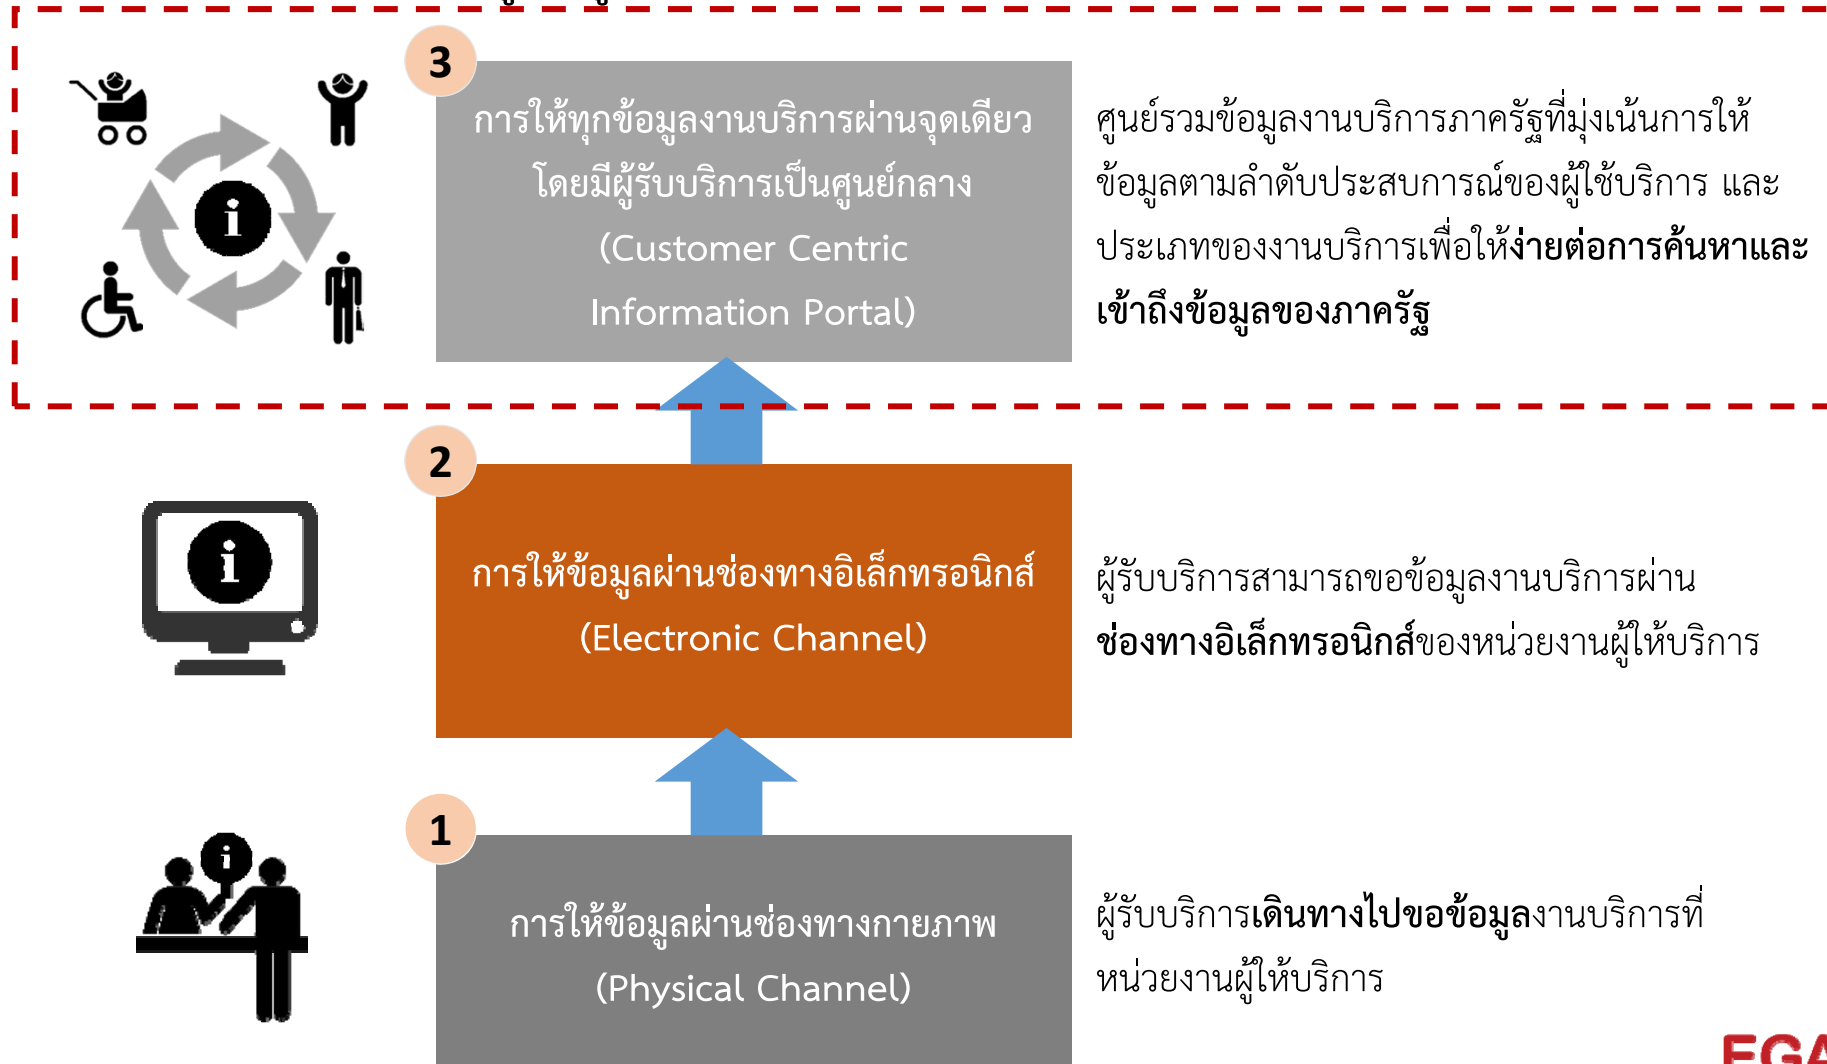 3
การให้ทุกข้อมูลงานบริการผ่านจุดเดียว
โดยมีผู้รับบริการเป็นศูนย์กลาง
(Customer Centric
Information Portal)
ศูนย์รวมข้อมูลงานบริการภาครัฐที่มุ่งเน้นการให้
ข้อมูลตามลำดับประสบการณ์ของผู้ใช้บริการ และ
ประเภทของงานบริการเพื่อให้ง่ายต่อการค้นหาและ
เข้าถึงข้อมูลของภาครัฐ
i
2
การให้ข้อมูลผ่านช่องทางอิเล็กทรอนิกส์
(Electronic Channel)
ผู้รับบริการสามารถขอข้อมูลงานบริการผ่าน
ช่องทางอิเล็กทรอนิกส์ของหน่วยงานผู้ให้บริการ
i
1
การให้ข้อมูลผ่านช่องทางกายภาพ
(Physical Channel)
ผู้รับบริการเดินทางไปขอข้อมูลงานบริการที่
หน่วยงานผู้ให้บริการ
i
EGA